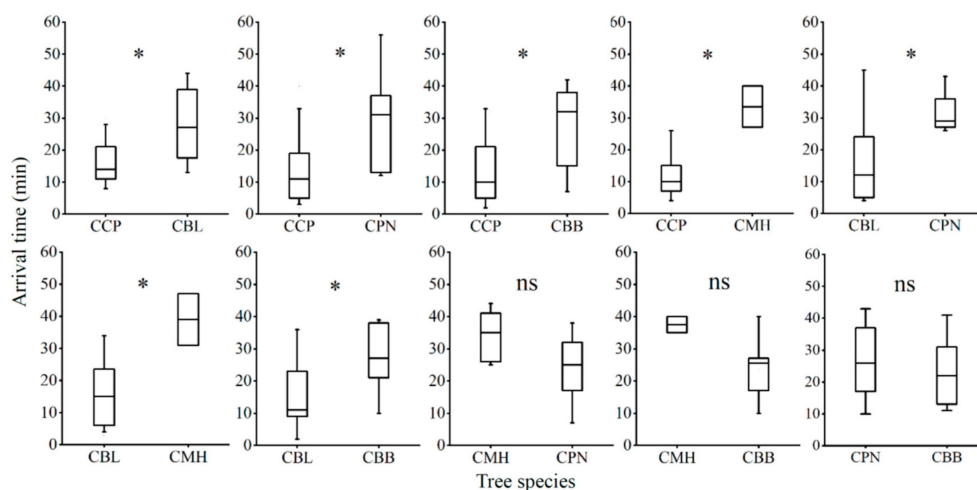 60 60 60 60 60
* * * * *
50 50 50 50 50
40 40 40 40 40
30 30 30 30 30
20 20 20 20 20
10 10 10 10 10
0 0 0 0 0
CCP CBL CCP CPN CCP CBB CCP CMH CBL CPN
Arrival time (min)
60 60 60 60 60
* * ns ns ns
50 50 50 50 50
40 40 40 40 40
30 30 30 30 30
20 20 20 20 20
10 10 10 10 10
0 0 0 0 0
CBL CMH CBL CBB CMH CPN CMH CBB CPN CBB
Tree species